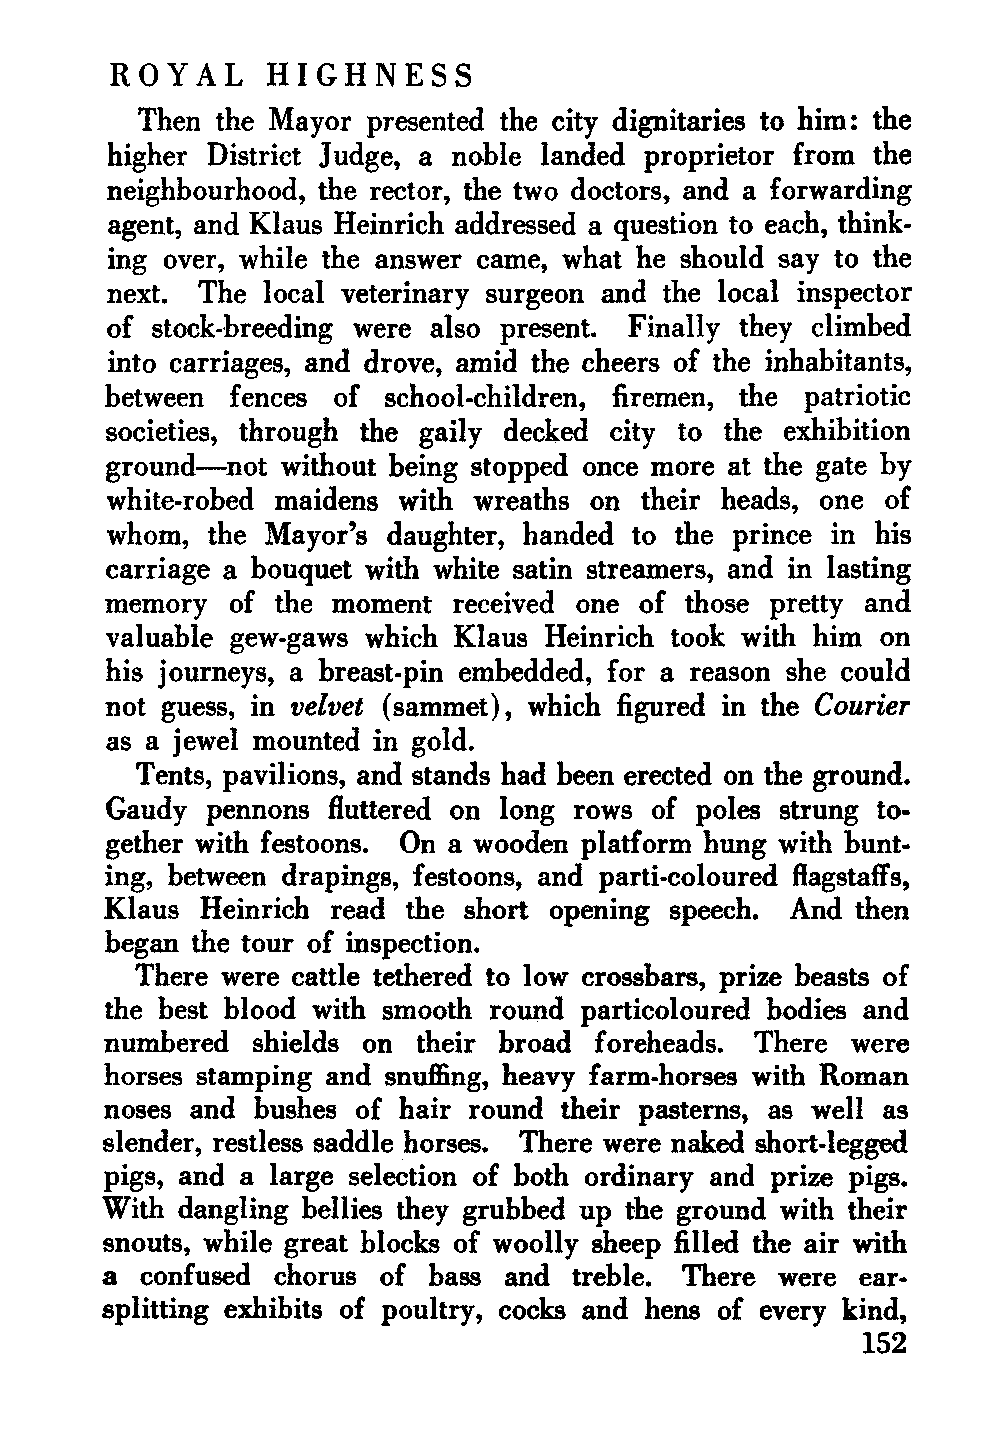 ROYAL HIGHNESS
Then the Mayor presented the city dignitaries to him: the
higher District Judge, a noble landed proprietor from the
neighbourhood, the rector, the two doctors, and a forwarding
agent, and Klaus Heinrich addressed a question to each, think-
ing over, while the answer came, what he should say to the
next. The local veterinary surgeon and the local inspector
of stock-breeding were also present. Finally they climbed
into carriages, and drove, amid the cheers of the inhabitants,
between fences of school-children, firemen, the patriotic
societies, through the gaily decked city to the exhibition
ground—not without being stopped once more at the gate by
white-robed maidens with wreaths on their heads, one of
whom, the Mayor's daughter, handed to the prince in his
carriage a bouquet with white satin streamers, and in lasting
memory of the moment received one of those pretty and
valuable gew-gaws which Klaus Heinrich took with him on
his journeys, a breast-pin embedded, for a reason she could
not guess, in velvet (sammet), which figured in the Courier
as a jewel mounted in gold.
Tents, pavilions, and stands had been erected on the ground.
Gaudy pennons fluttered on long rows of poles strung to-
gether with festoons. On a wooden platform hung with bunt-
ing, between drapings, festoons, and parti-coloured flagstaffs,
Klaus Heinrich read the short opening speech. And then
began the tour of inspection.
There were cattle tethered to low crossbars, prize beasts of
the best blood with smooth round particoloured bodies and
numbered shields on their broad foreheads. There were
horses stamping and snuffing, heavy farm-horses with Roman
noses and bushes of hair round their pasterns, as well as
slender, restless saddle horses. There were naked short-legged
pigs, and a large selection of both ordinary and prize pigs.
With dangling bellies they grubbed up the ground with their
snouts, while great blocks of woolly sheep filled the air with
a confused chorus of bass and treble. There were ear-
splitting exhibits of poultry, cocks and hens of every kind,
152